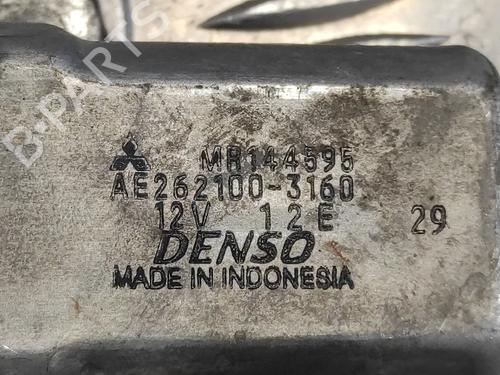 B-PARTS
MR144595
AE262100-3160
12V 12E 29
DENSO
MADE IN INDONESIA